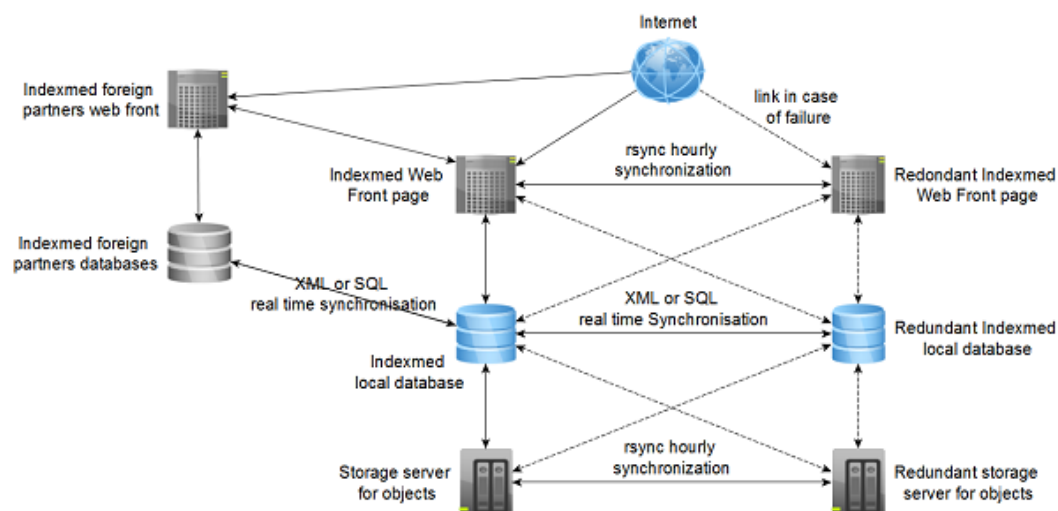 Internet
Indexmed foreign
partners web front
link in case
of failure
rsync hourly
synchronization
Indexmed Web
Front page
Redondant Indexmed
Web Front page
Indexmed foreign
partners databases
XML or SQL
real time synchronisation
XML or SQL
real time Synchronisation
Redundant Indexmed
local database
Indexmed
local database
rsync hourly
synchronization
Storage server
for objects
Redundant storage
server for objects